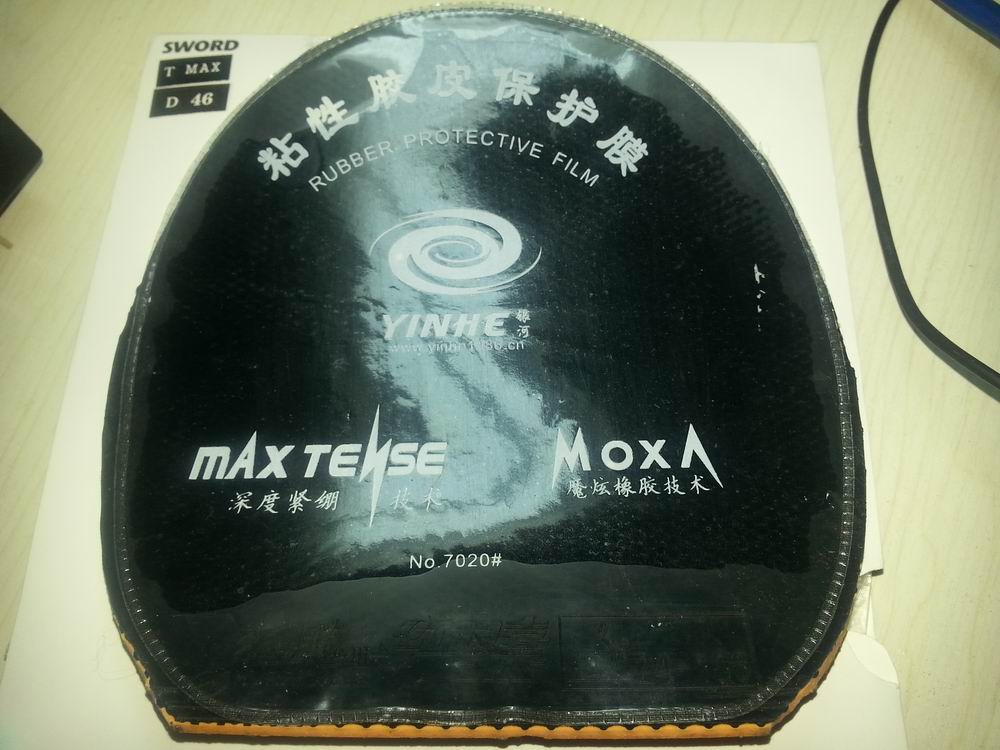 SWORD
T MAX
D 46
粘性胶皮保护膜
RUBBER PROTECTIVE FILM
YINHE 银河
MAX TENSE
深度紧绷 技术
MOXA
魔炫橡胶技术
No.7020#